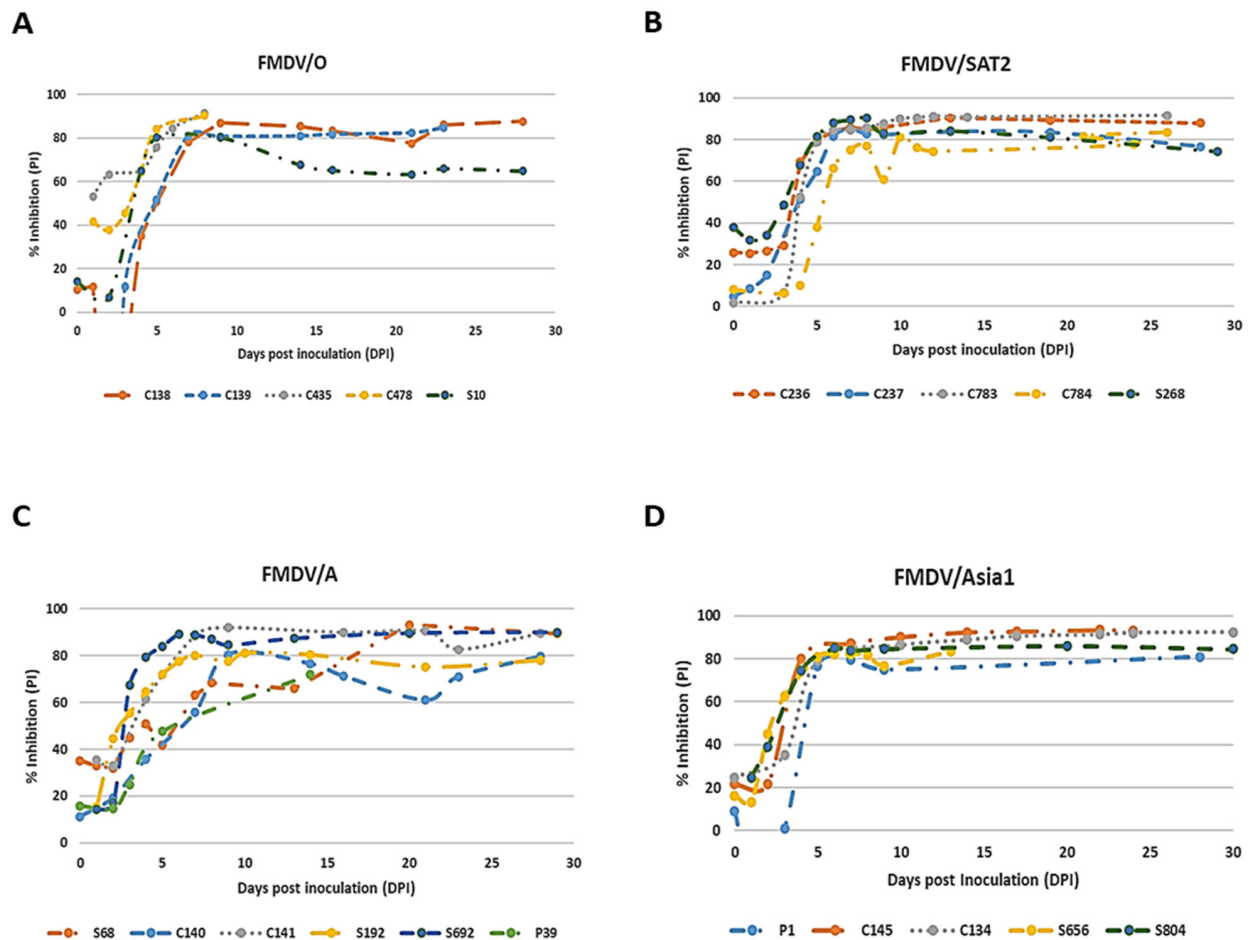 A
FMDV/O
% Inhibition (PI)
100
80
60
40
20
0
0 5 10 15 20 25 30
Days post inoculation (DPI)
C138 C139 C435 C478 S10
B
FMDV/SAT2
% Inhibition (PI)
100
80
60
40
20
0
0 5 10 15 20 25 30
Days post inoculation (DPI)
C236 C237 C783 C784 S268
C
FMDV/A
% Inhibition (PI)
100
80
60
40
20
0
0 5 10 15 20 25 30
Days post inoculation (DPI)
S68 C140 C141 S192 S692 P39
D
FMDV/Asia1
% Inhibition (PI)
100
80
60
40
20
0
0 5 10 15 20 25 30
Days post Inoculation (DPI)
P1 C145 C134 S656 S804